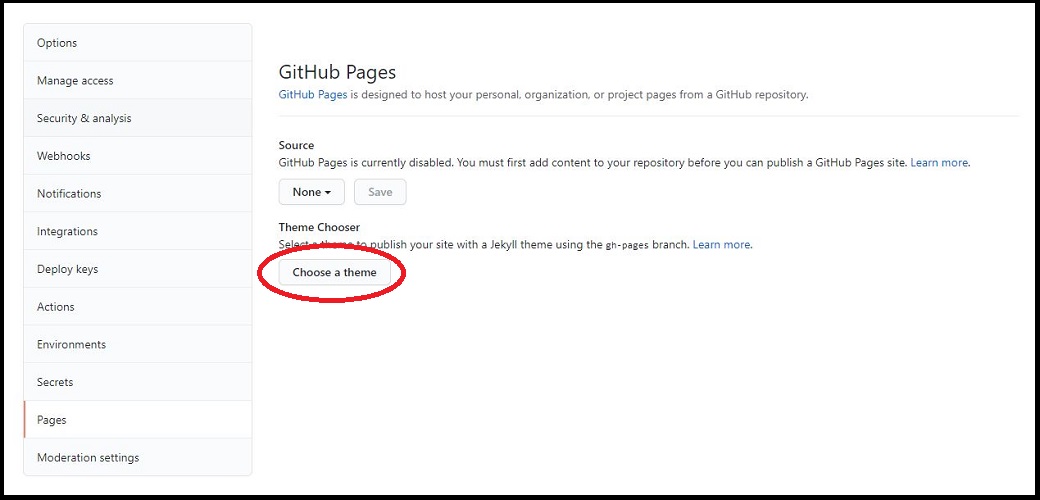 Options
Manage access
Security & analysis
Webhooks
Notifications
Integrations
Deploy keys
Actions
Environments
Secrets
Pages
Moderation settings
GitHub Pages
GitHub Pages is designed to host your personal, organization, or project pages from a GitHub repository.
Source
GitHub Pages is currently disabled. You must first add content to your repository before you can publish a GitHub Pages site. Learn more.
None Save
Theme Chooser
Select a theme to publish your site with a Jekyll theme using the gh-pages branch. Learn more.
Choose a theme